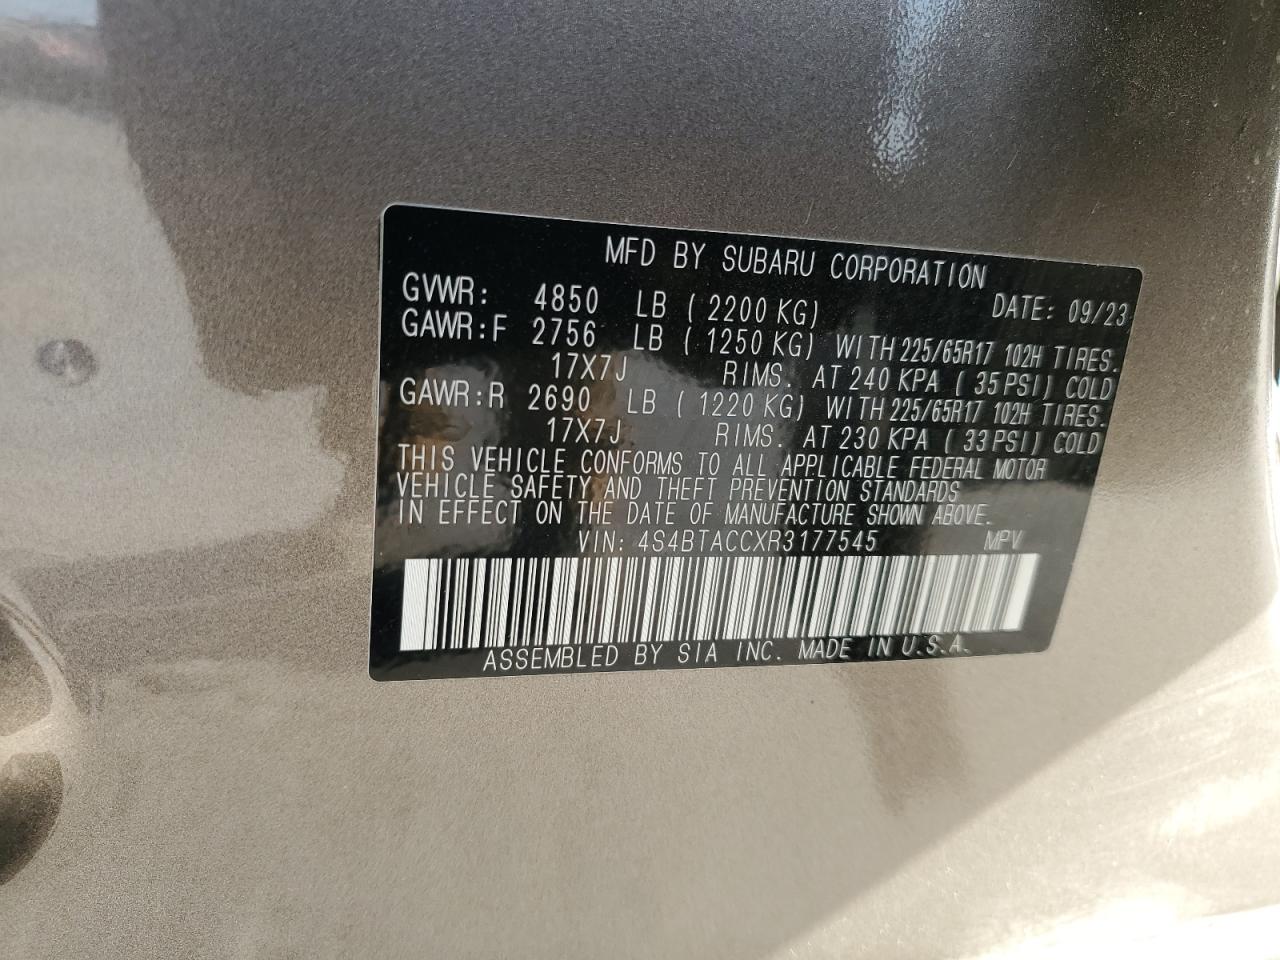 MFD BY SUBARU CORPORATION
GVWR: 4850 LB ( 2200 KG) DATE: 09/23
GAWR:F 2756 LB ( 1250 KG) WITH 225/65R17 102H TIRES.
17X7J RIMS. AT 240 KPA ( 35PSI) COLD
GAWR:R 2690 LB ( 1220 KG) WITH 225/65R17 102H TIRES.
17X7J RIMS. AT 230 KPA ( 33PSI) COLD
THIS VEHICLE CONFORMS TO ALL APPLICABLE FEDERAL MOTOR
VEHICLE SAFETY AND THEFT PREVENTION STANDARDS
IN EFFECT ON THE DATE OF MANUFACTURE SHOWN ABOVE.
VIN: 4S4BTACCXR3177545 MPV
ASSEMBLED BY SIA INC. MADE IN U.S.A.